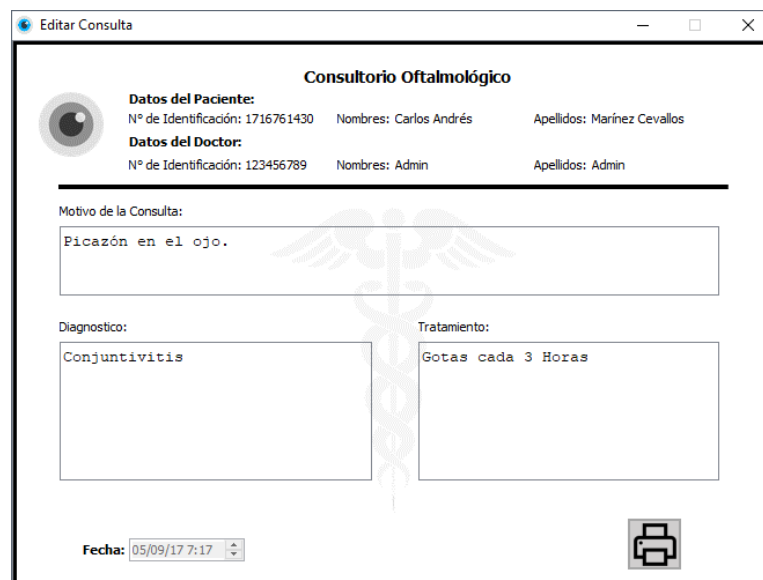 Editar Consulta
Consultorio Oftalmológico
Datos del Paciente:
Nº de Identificación: 1716761430 Nombres: Carlos Andrés Apellidos: Marínez Cevallos
Datos del Doctor:
Nº de Identificación: 123456789 Nombres: Admin Apellidos: Admin
Motivo de la Consulta:
Picazón en el ojo.
Diagnostico: Tratamiento:
Conjuntivitis Gotas cada 3 Horas
Fecha: 05/09/17 7:17